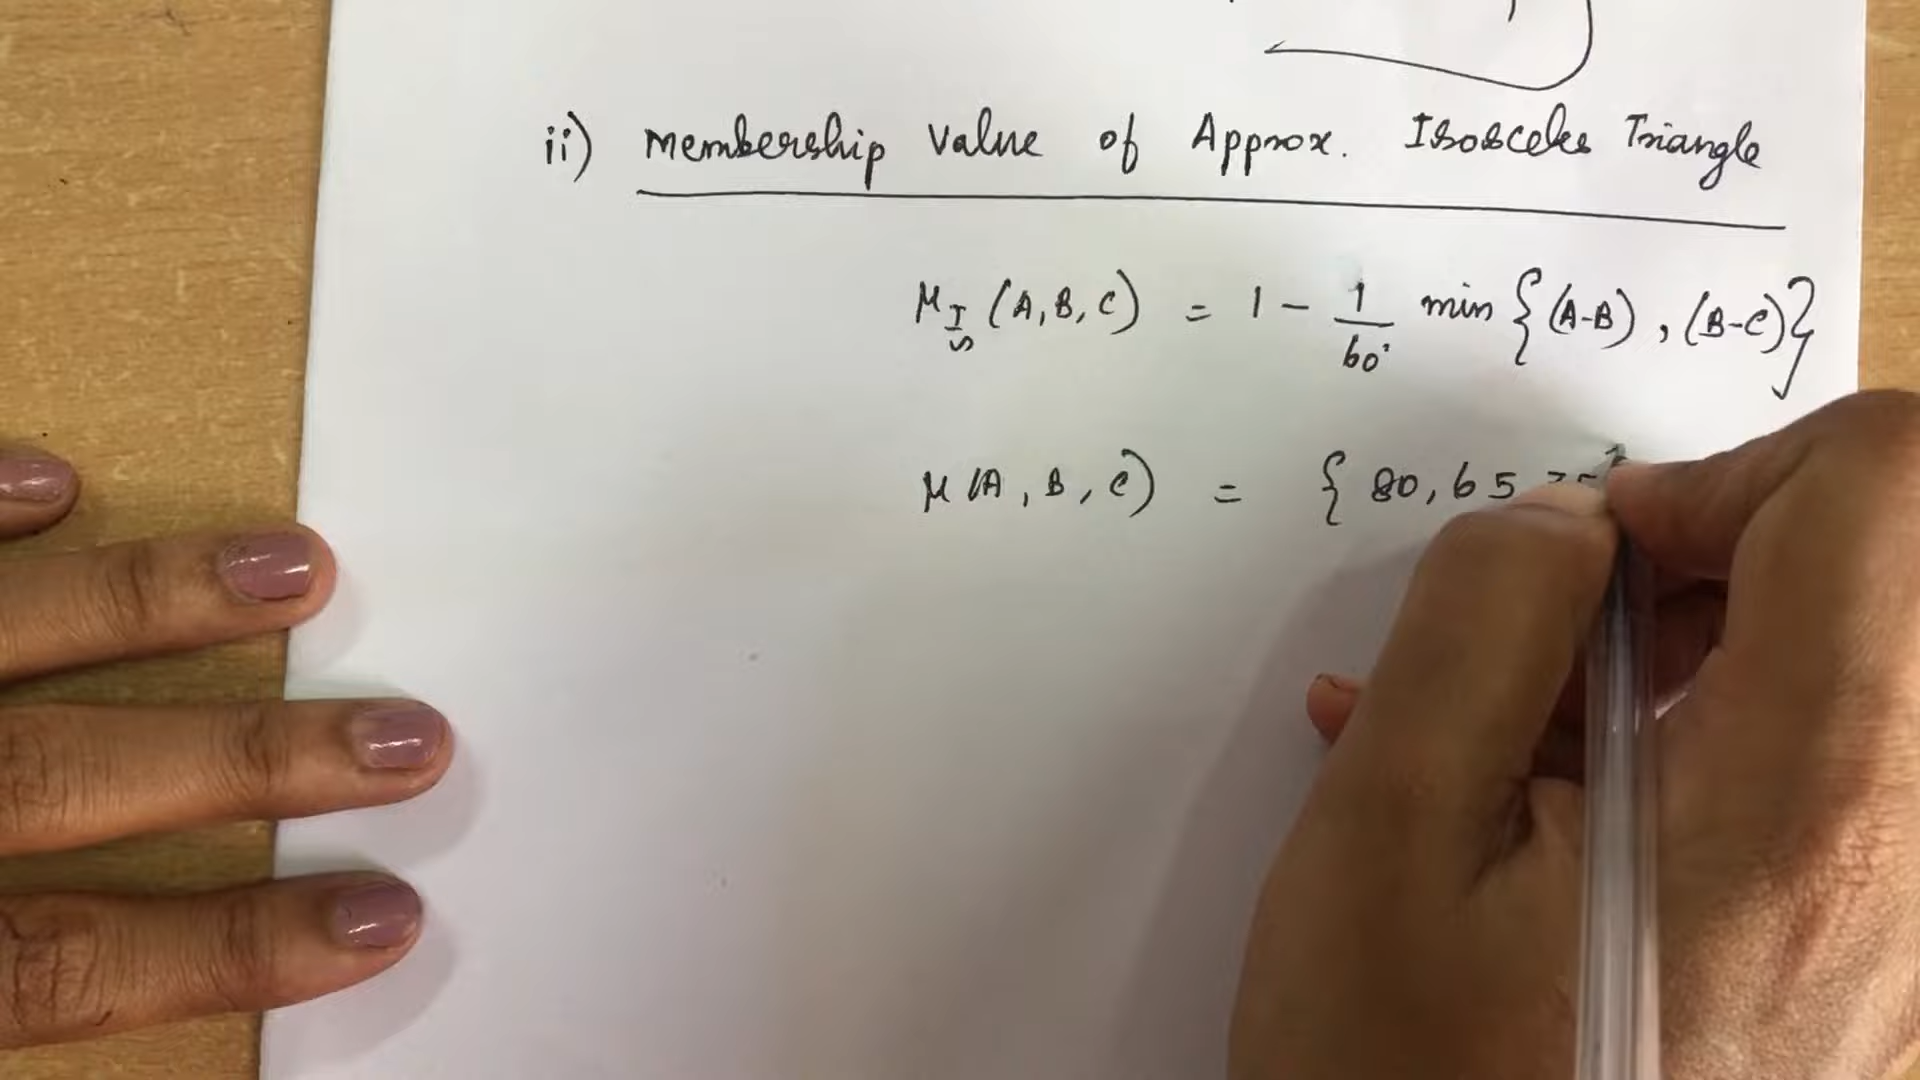 ii) Membership Value of Approx. Isosceles Triangle
μ I~ (A, B, C) = 1 - 1/60° min {(A-B), (B-C)}
μ (A, B, C) = { 80, 65